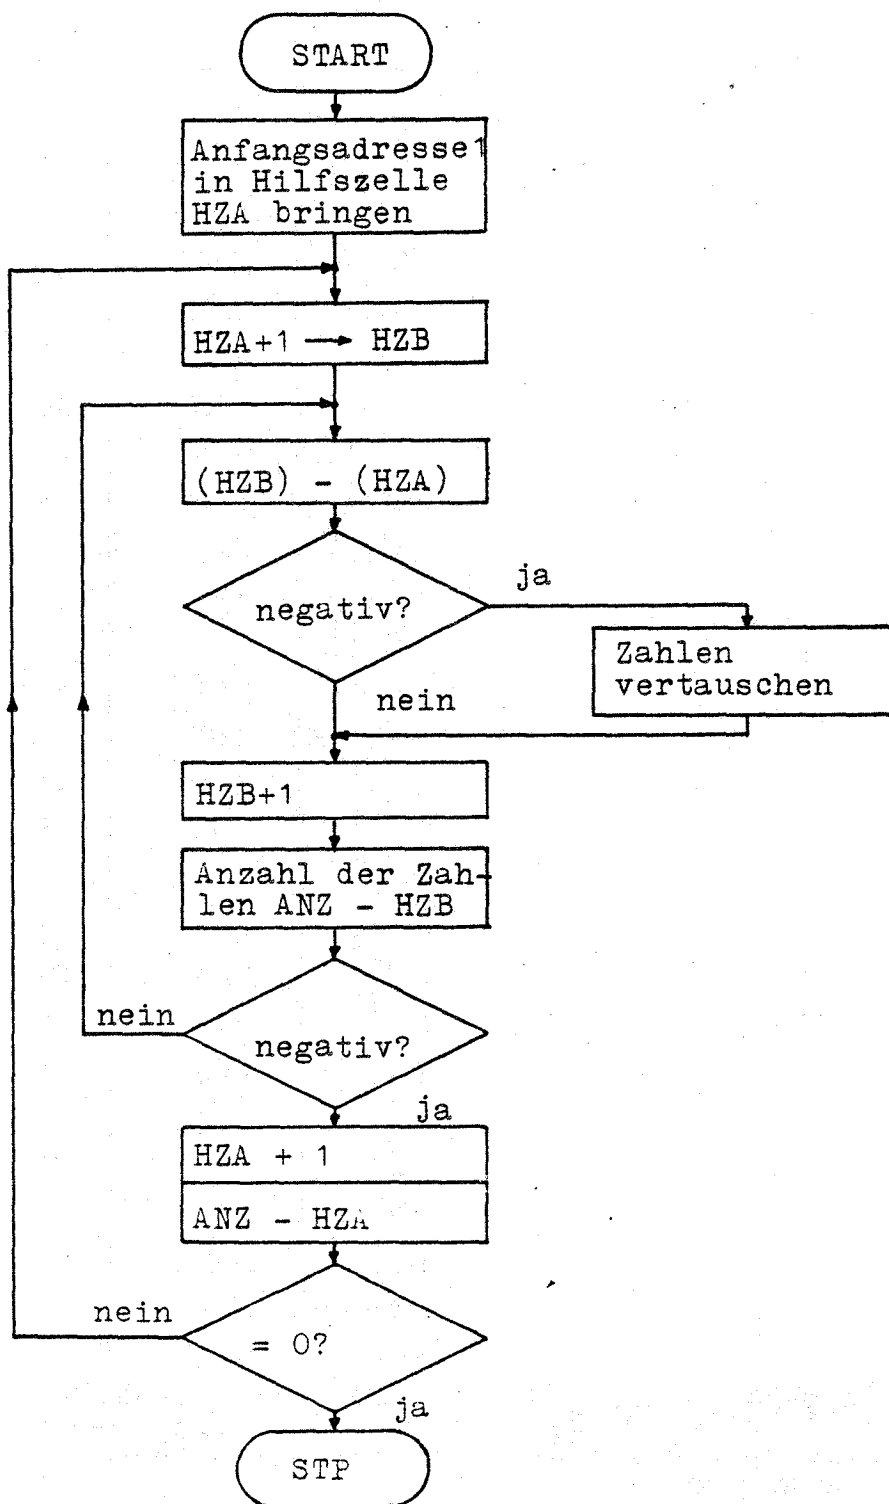 START
Anfangsadresse1
in Hilfszelle
HZA bringen
HZA+1 → HZB
(HZB) - (HZA)
negativ?
ja
Zahlen
vertauschen
nein
HZB+1
Anzahl der Zah-
len ANZ - HZB
nein
negativ?
ja
HZA + 1
ANZ - HZA
nein
= 0?
ja
STP